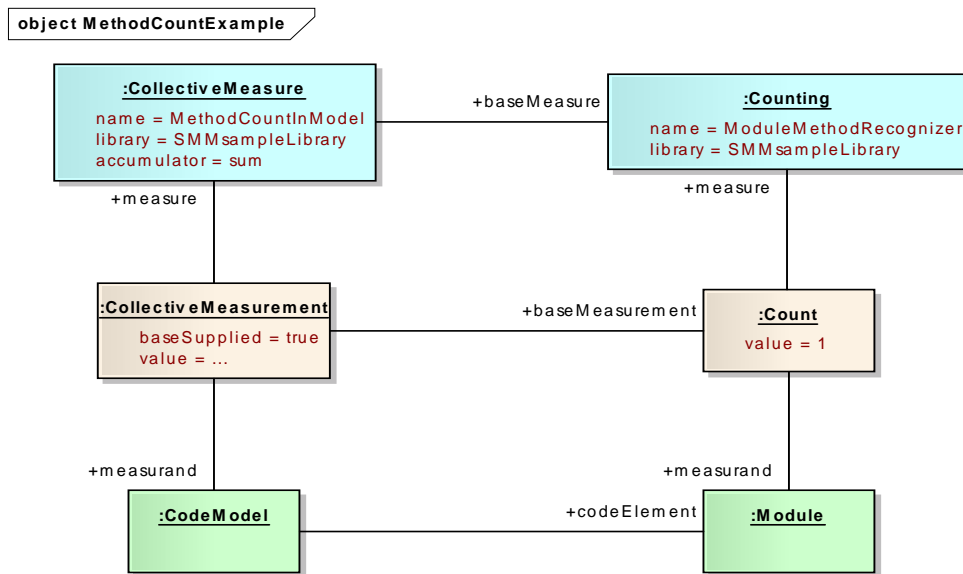 object MethodCountExample
:CollectiveMeasure
name = MethodCountInModel
library = SMMsampleLibrary
accumulator = sum
+baseMeasure
:Counting
name = ModuleMethodRecognizer
library = SMMsampleLibrary
+measure
+measure
:CollectiveMeasurement
baseSupplied = true
value = ...
+baseMeasurement
:Count
value = 1
+measurand
+measurand
:CodeModel
+codeElement
:Module